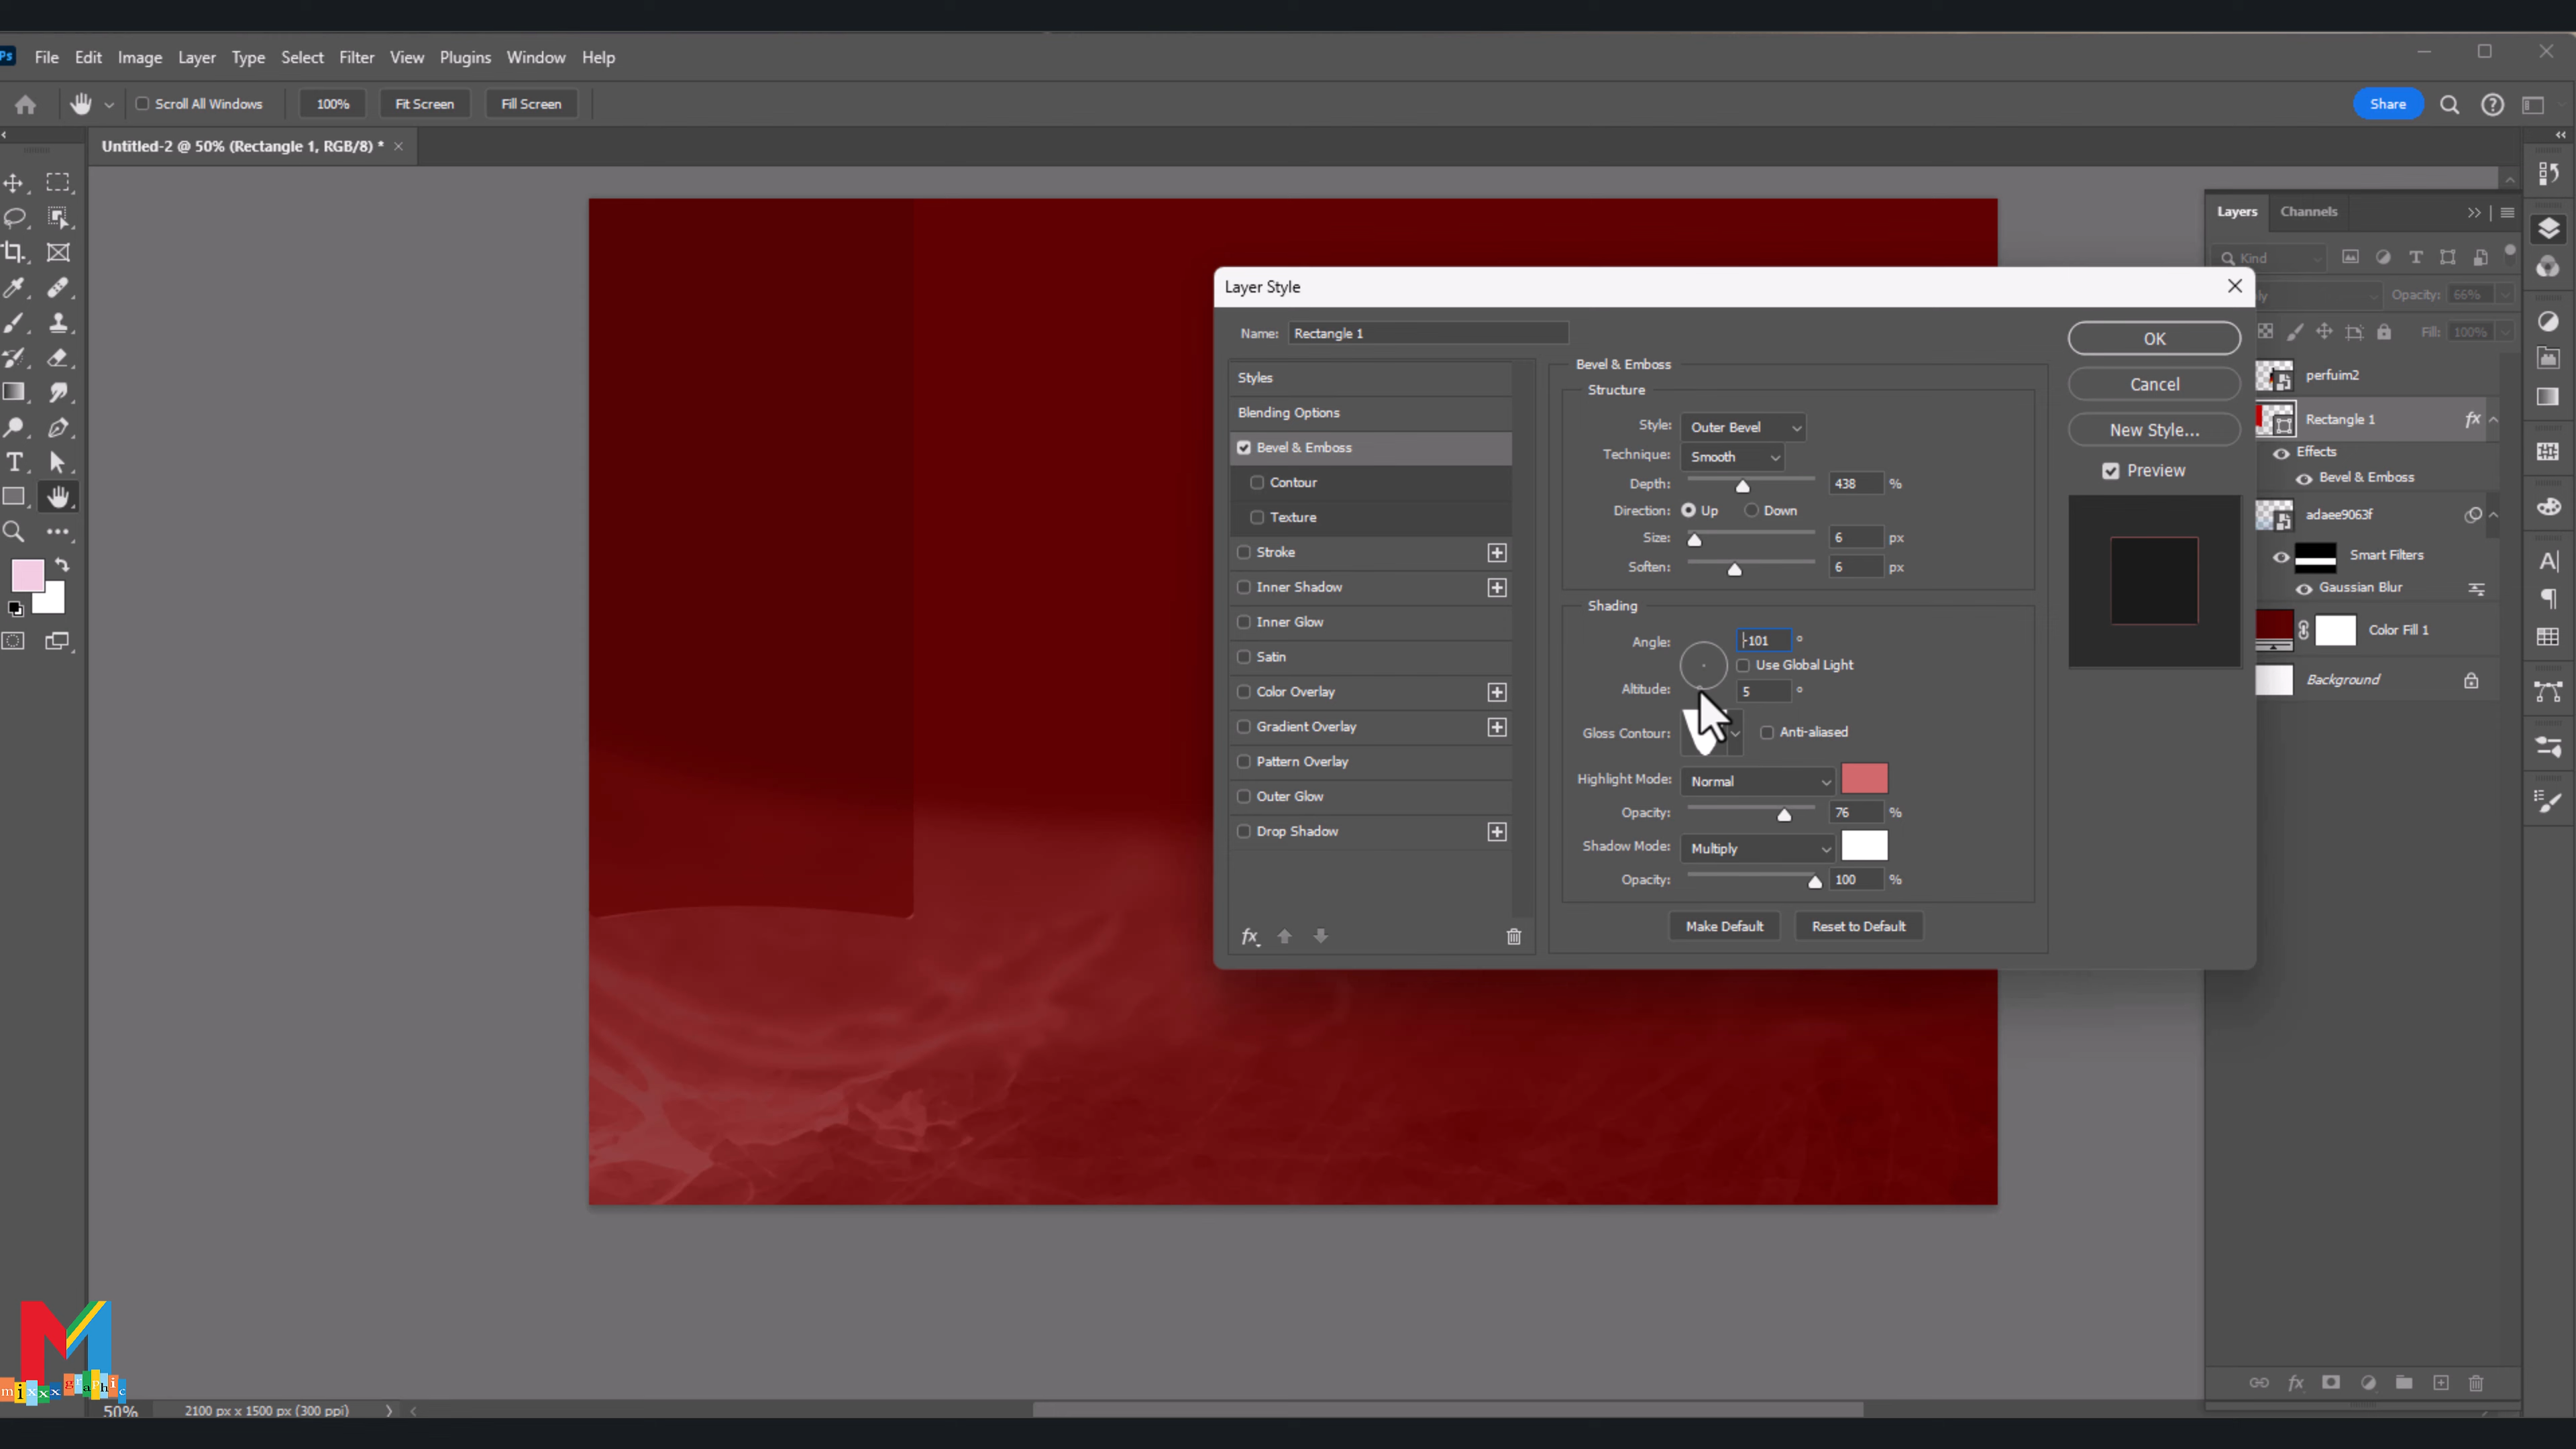 Ps File Edit Image Layer Type Select Filter View Plugins Window Help
Scroll All Windows 100% Fit Screen Fill Screen Share
Untitled-2 @ 50% (Rectangle 1, RGB/8) * ×
Layers Channels
Kind
Opacity: 66%
Fill: 100%
perfuim2
Rectangle 1 fx
Effects
Bevel & Emboss
adaee9063f
Smart Filters
Gaussian Blur
Color Fill 1
Background
Layer Style
Name: Rectangle 1
Styles
Blending Options
Bevel & Emboss
Contour
Texture
Stroke
Inner Shadow
Inner Glow
Satin
Color Overlay
Gradient Overlay
Pattern Overlay
Outer Glow
Drop Shadow
fx
Bevel & Emboss
Structure
Style: Outer Bevel
Technique: Smooth
Depth: 438 %
Direction: Up Down
Size: 6 px
Soften: 6 px
Shading
Angle: -101 °
Use Global Light
Altitude: 5 °
Gloss Contour: Anti-aliased
Highlight Mode: Normal
Opacity: 76 %
Shadow Mode: Multiply
Opacity: 100 %
Make Default Reset to Default
OK
Cancel
New Style...
Preview
mixxx graphic
50% 2100 px x 1500 px (300 ppi)
fx